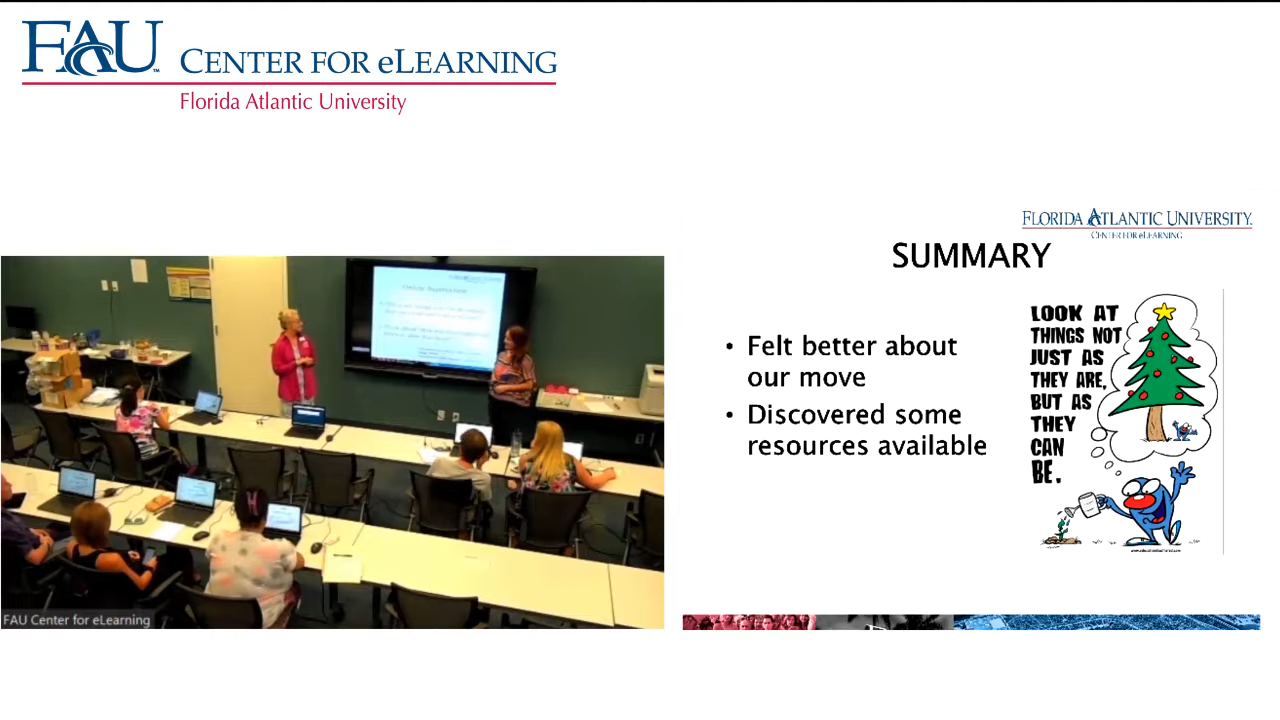 FAU
CENTER FOR eLEARNING
Florida Atlantic University
FLORIDA ATLANTIC UNIVERSITY
CENTER FOR eLEARNING
SUMMARY
• Felt better about
our move
• Discovered some
resources available
LOOK AT
THINGS NOT
JUST AS
THEY ARE,
BUT AS
THEY
CAN
BE.
FAU Center for eLearning